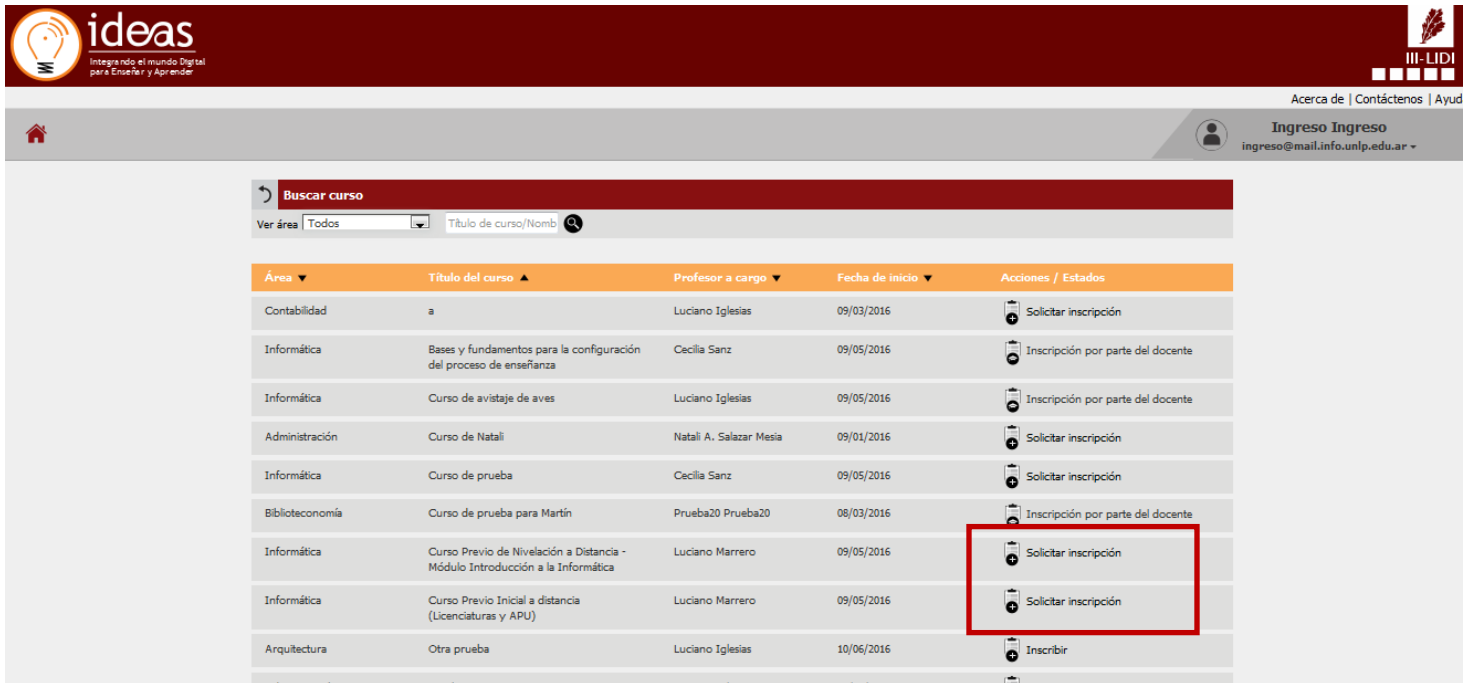 ideas
Integrando el mundo Digital
para Enseñar y Aprender
III-LIDI
Acerca de | Contáctenos | Ayud
Ingreso Ingreso
ingreso@mail.info.unlp.edu.ar
Buscar curso
Ver área Todos Título de curso/Nomb
Área Título del curso Profesor a cargo Fecha de inicio Acciones / Estados
Contabilidad a Luciano Iglesias 09/03/2016 Solicitar inscripción
Informática Bases y fundamentos para la configuración Cecilia Sanz 09/05/2016 Inscripción por parte del docente
del proceso de enseñanza
Informática Curso de avistaje de aves Luciano Iglesias 09/05/2016 Inscripción por parte del docente
Administración Curso de Natali Natali A. Salazar Mesia 09/01/2016 Solicitar inscripción
Informática Curso de prueba Cecilia Sanz 09/05/2016 Solicitar inscripción
Biblioteconomía Curso de prueba para Martín Prueba20 Prueba20 08/03/2016 Inscripción por parte del docente
Informática Curso Previo de Nivelación a Distancia - Luciano Marrero 09/05/2016 Solicitar inscripción
Módulo Introducción a la Informática
Informática Curso Previo Inicial a distancia Luciano Marrero 09/05/2016 Solicitar inscripción
(Licenciaturas y APU)
Arquitectura Otra prueba Luciano Iglesias 10/06/2016 Inscribir